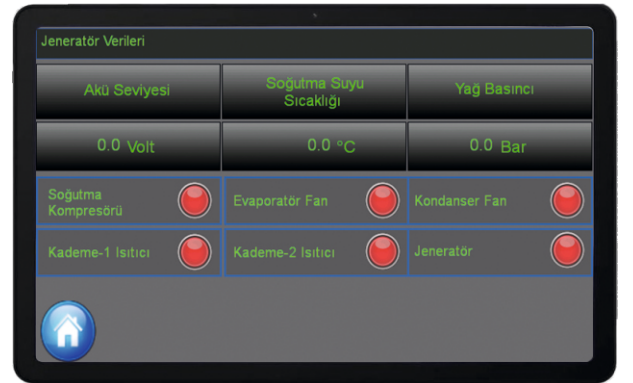 Jeneratör Verileri
Akü Seviyesi
Soğutma Suyu
Sıcaklığı
Yağ Basıncı
0.0 Volt
0.0 °C
0.0 Bar
Soğutma
Kompresörü
Evaporatör Fan
Kondanser Fan
Kademe-1 Isıtıcı
Kademe-2 Isıtıcı
Jeneratör